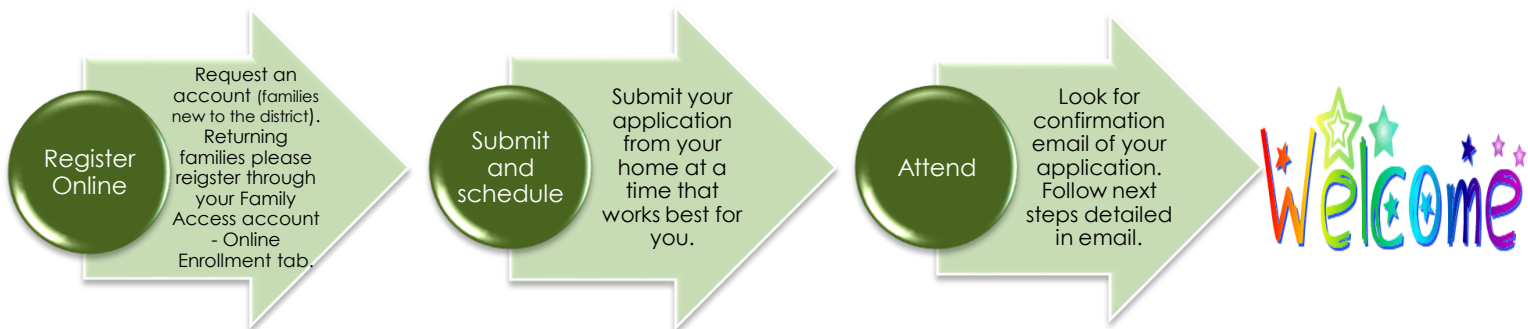 Register
Online
Request an
account (families
new to the district).
Returning
families please
reigster through
your Family
Access account
- Online
Enrollment tab.
Submit
and
schedule
Submit your
application
from your
home at a
time that
works best for
you.
Attend
Look for
confirmation
email of your
application.
Follow next
steps detailed
in email.
Welcome